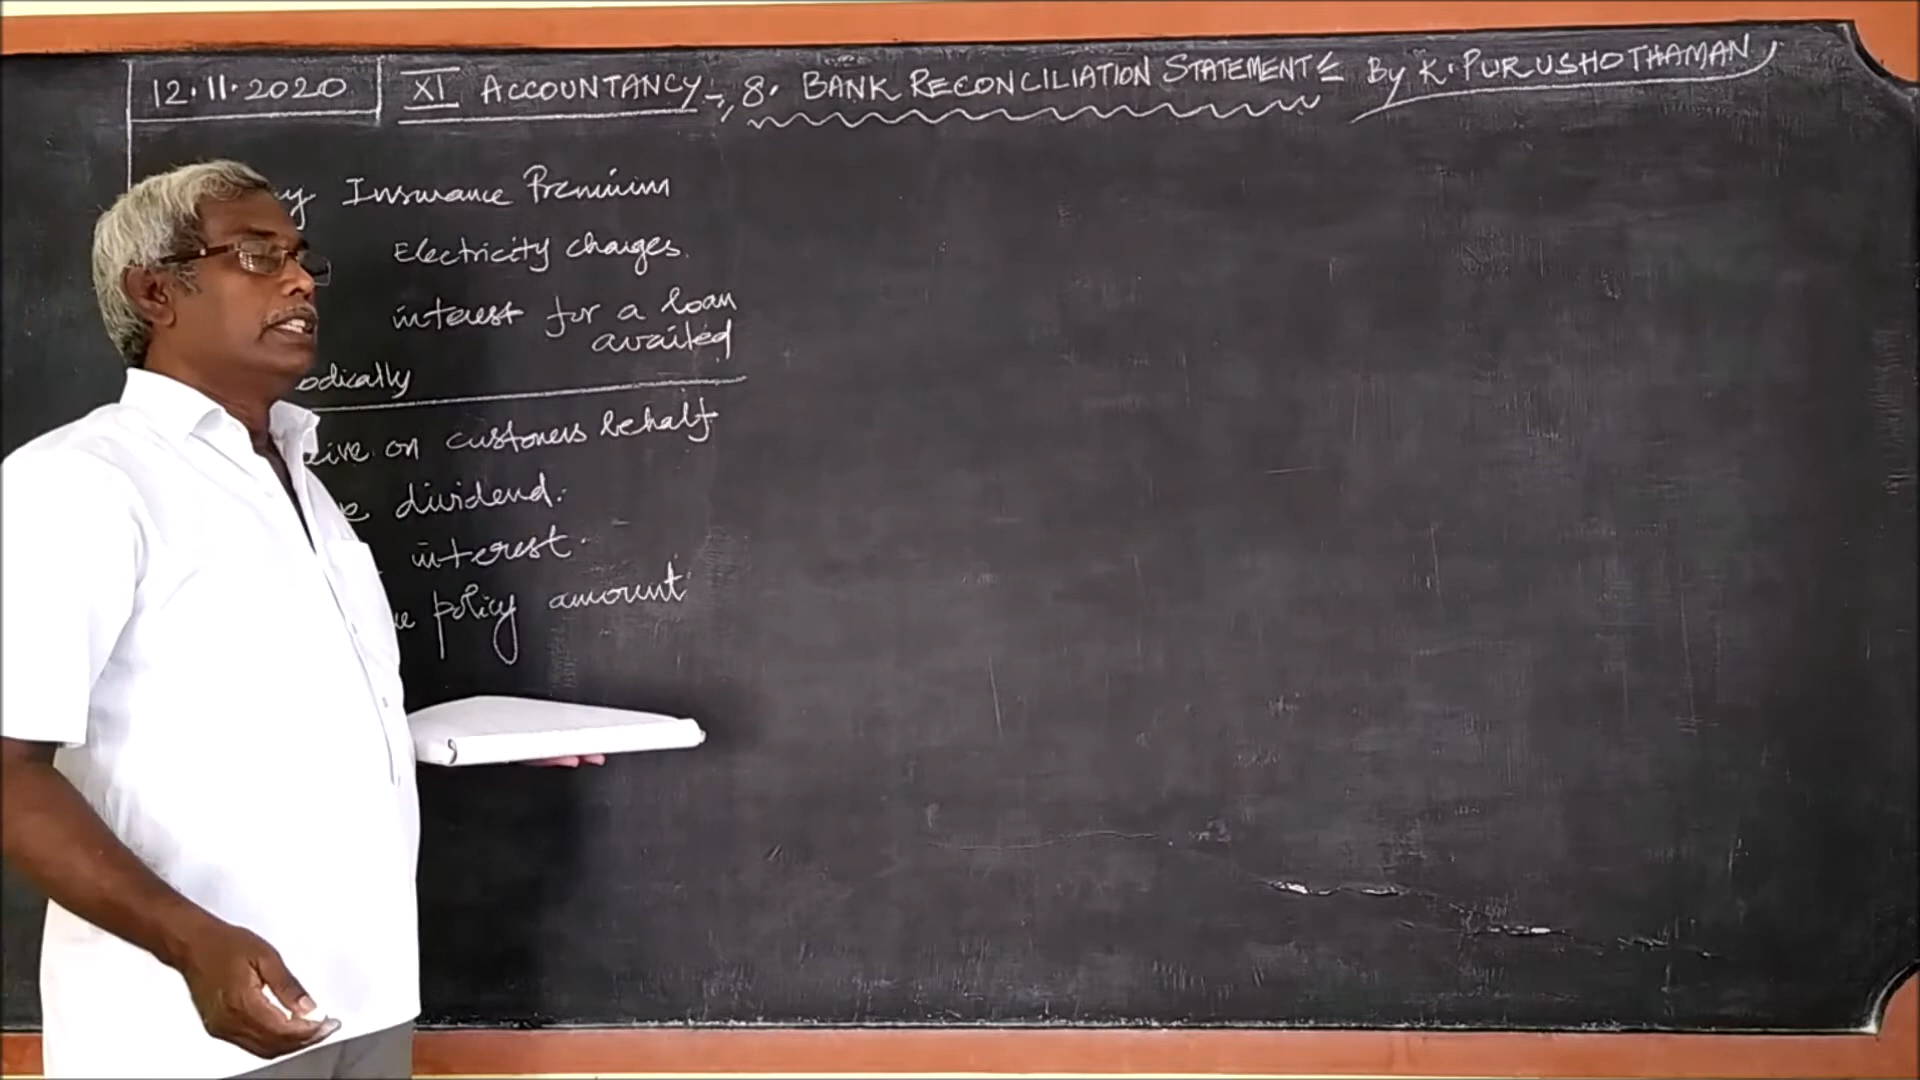 12.11.2020 XI ACCOUNTANCY:- 8. BANK RECONCILIATION STATEMENT:- By K. PURUSHOTHAMAN
Insurance Premium
Electricity charges.
interest for a loan
availed
odically
on customers behalf
dividend.
interest.
policy amount